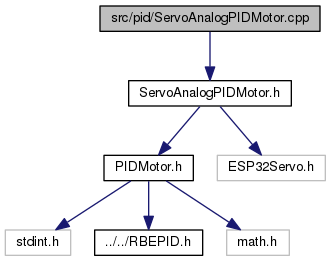 src/pid/ServoAnalogPIDMotor.cpp
ServoAnalogPIDMotor.h
PIDMotor.h
ESP32Servo.h
stdint.h
../../RBEPID.h
math.h